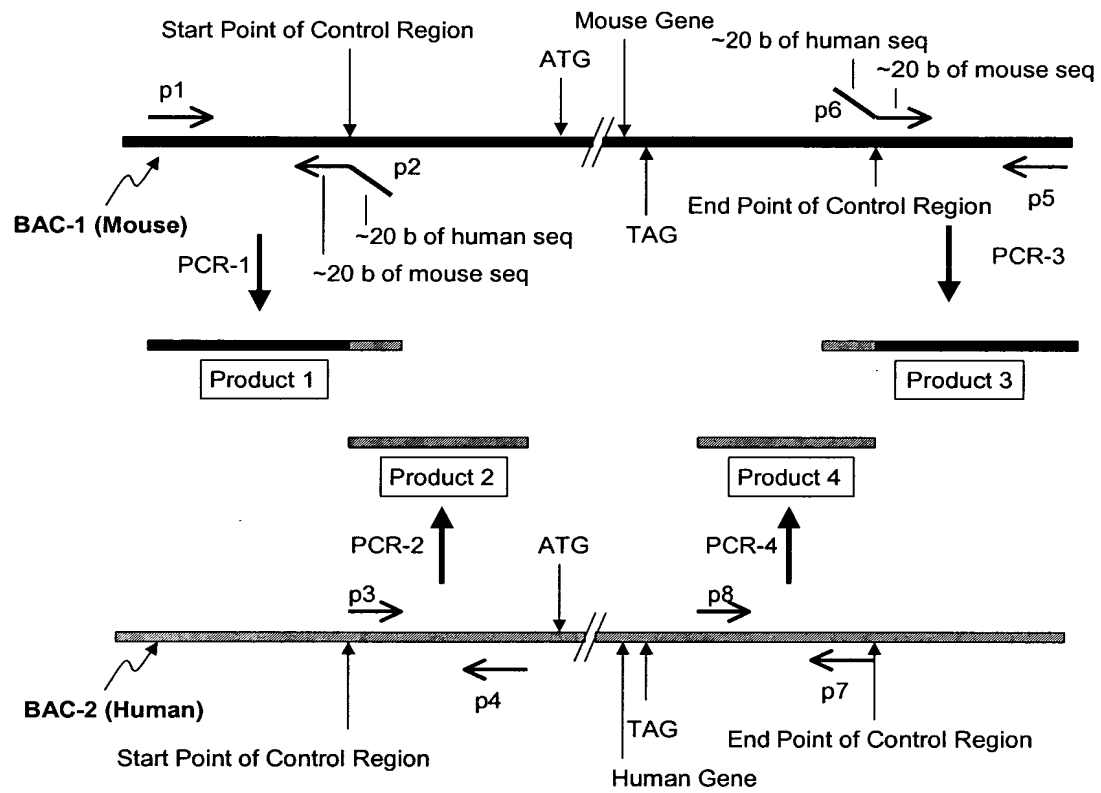 Mouse Gene
Start Point of Control Region
~20 b of human seq
ATG
~20 b of mouse seq
p1
p6
p2
BAC-1 (Mouse)
End Point of Control Region
p5
TAG
~20 b of human seq
PCR-1
~20 b of mouse seq
PCR-3
Product 1
Product 3
Product 2
Product 4
PCR-2
ATG
PCR-4
p3
p8
p4
p7
BAC-2 (Human)
TAG
Start Point of Control Region
End Point of Control Region
Human Gene